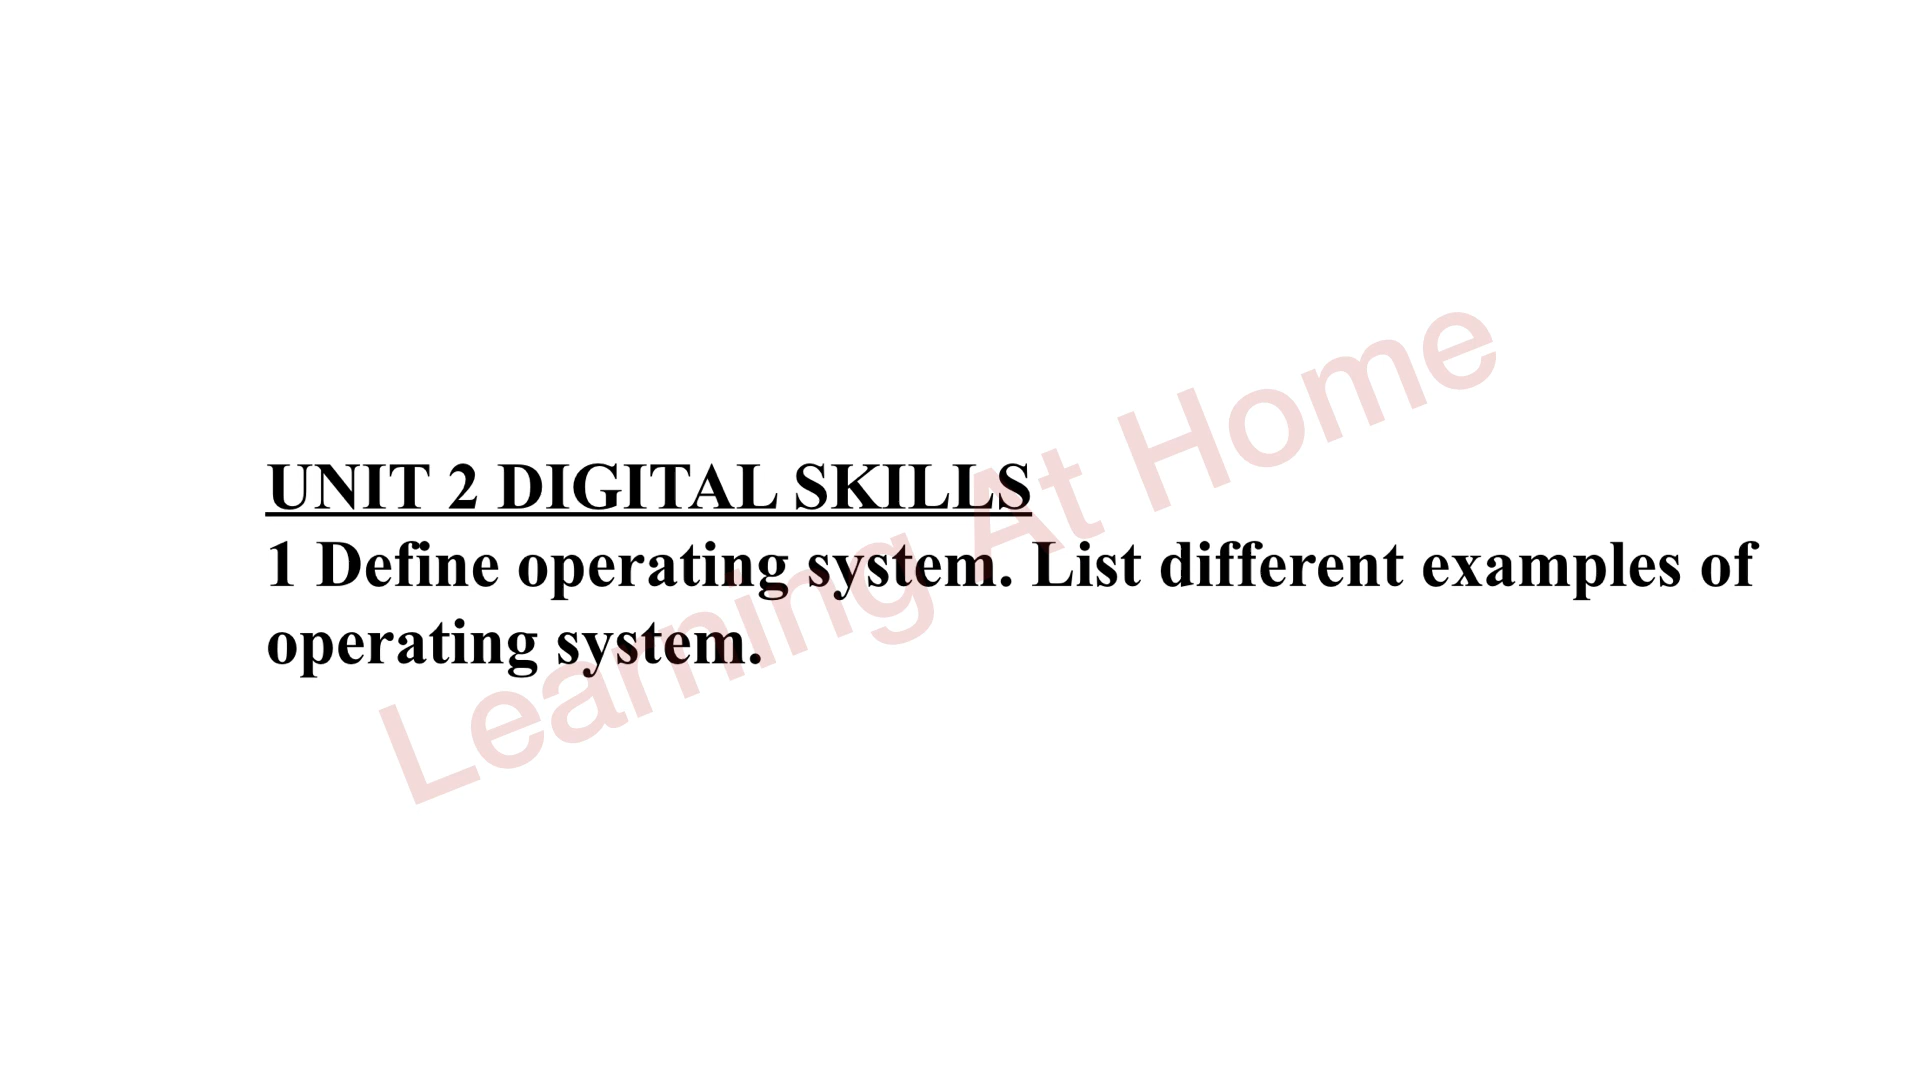 UNIT 2 DIGITAL SKILLS
1 Define operating system. List different examples of
operating system.
Learning At Home